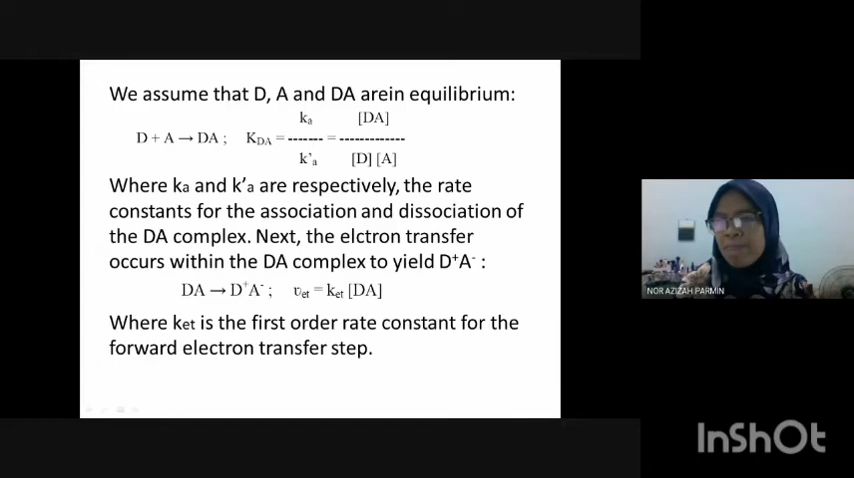 We assume that D, A and DA arein equilibrium:
kₐ [DA]
D + A → DA ; K_DA = ------- = -------------
k'ₐ [D] [A]
Where ka and k'a are respectively, the rate
constants for the association and dissociation of
the DA complex. Next, the elctron transfer
occurs within the DA complex to yield D⁺A⁻ :
DA → D⁺A⁻ ; υet = ket [DA]
Where ket is the first order rate constant for the
forward electron transfer step.
NOR AZIZAH PARMIN
InShOt